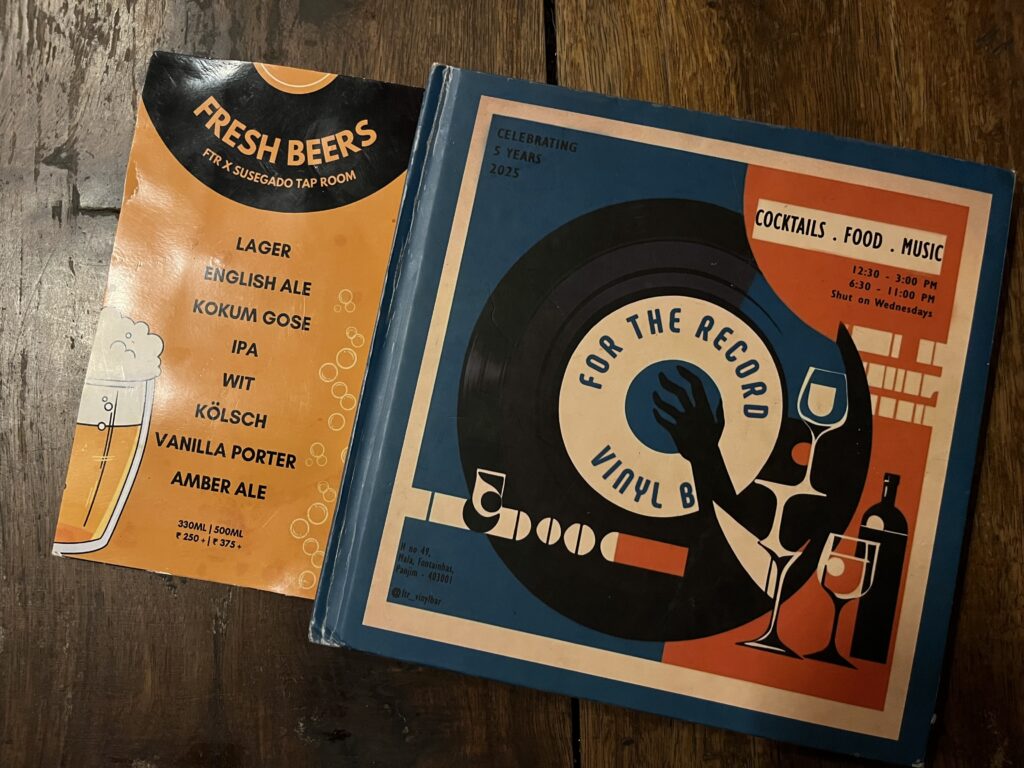 FRESH BEERS
FTR X SUSEGADO TAP ROOM
LAGER
ENGLISH ALE
KOKUM GOSE
IPA
WIT
KÖLSCH
VANILLA PORTER
AMBER ALE
330ML | 500ML
₹ 250 + | ₹ 375 +
CELEBRATING
5 YEARS
2025
COCKTAILS . FOOD . MUSIC
12:30 - 3:00 PM
6:30 - 11:00 PM
Shut on Wednesdays
FOR THE RECORD
VINYL B
H no 49,
Mala, Fontainhas,
Panjim - 403001
@ftr_vinylbar